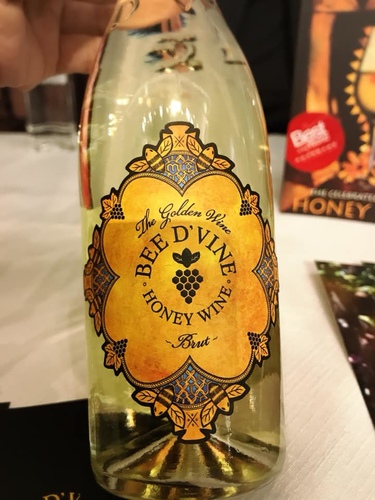 The Golden Wine
BEE D'VINE
HONEY WINE
~Brut~
Best
HONEY
D'V